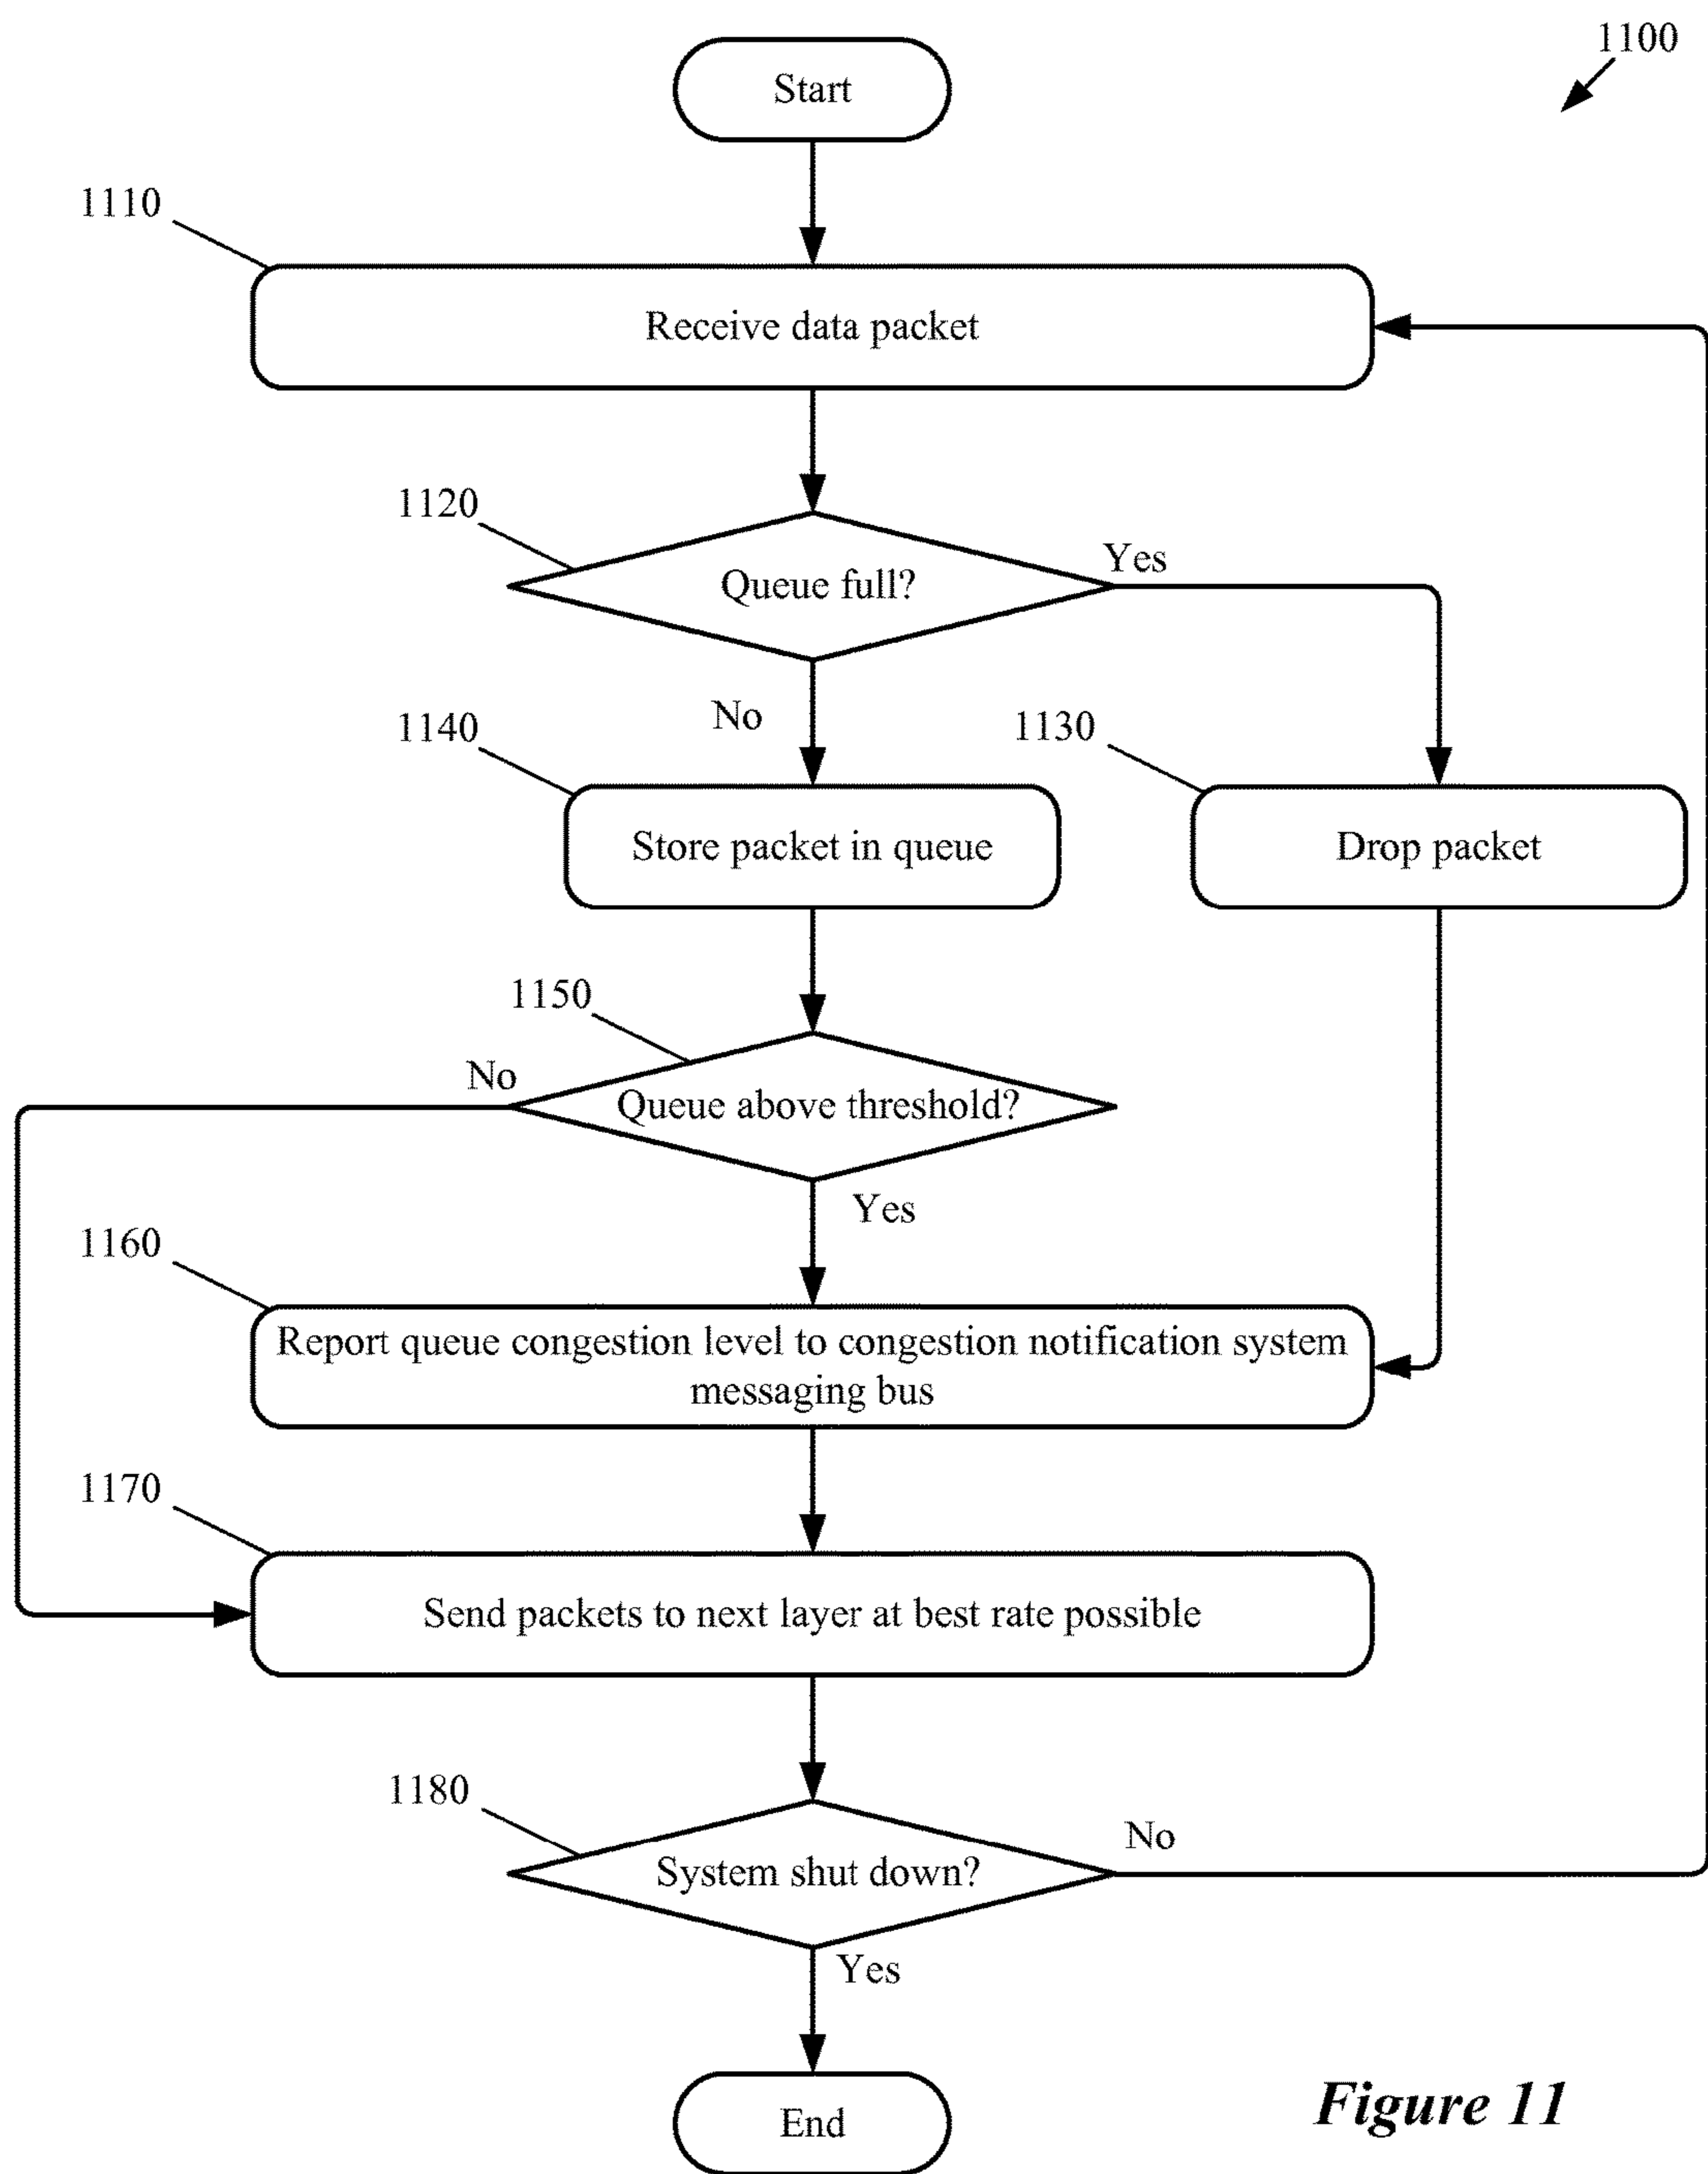 1100
Start
1110
Receive data packet
1120
Yes
Queue full?
No
1140
1130
Store packet in queue
Drop packet
1150
No
Queue above threshold?
Yes
1160
Report queue congestion level to congestion notification system
messaging bus
1170
Send packets to next layer at best rate possible
1180
No
System shut down?
Yes
End
Figure 11